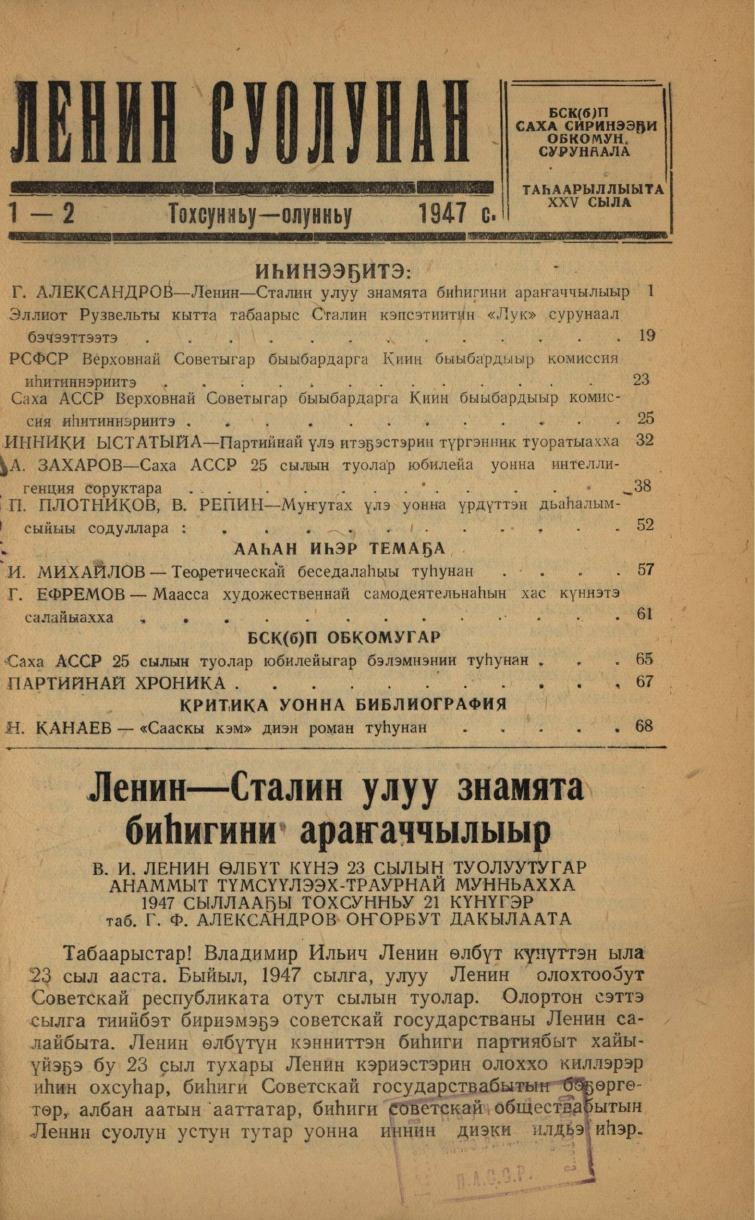 ЛЕНИН СУОЛУНАН
БСК(б)П
САХА СИРИНЭЭҔИ
ОБКОМУН
СУРУНААЛА
ТАҺААРЫЛЛЫЫТА
XXV СЫЛА
1 — 2 Тохсунньу—олунньу 1947 с.
ИҺИНЭЭҔИТЭ:
Г. АЛЕКСАНДРОВ—Ленин—Сталин улуу знамята биһигини араҥаччылыыр 1
Эллиот Рузвельты кытта табаарыс Сталин кэпсэтиитин «Лук» сурунаал
бэчээттээтэ . . . . . . . . . . . . . 19
РСФСР Верховнай Советыгар быыбардарга Киин быыбардыыр комиссия
иһитиннэриитэ . . . . . . . . . . . . 23
Саха АССР Верховнай Советыгар быыбардарга Киин быыбардыыр комис-
сия иһитиннэриитэ . . . . . . . . . . . . 25
ИННИКИ ЫСТАТЫЙА—Партийнай үлэ итэҕэстэрин түргэнник туоратыахха 32
А. ЗАХАРОВ—Саха АССР 25 сылын туолар юбилейа уонна интелли-
генция соруктара . . . . . . . . . . . . 38
П. ПЛОТНИКОВ, В. РЕПИН—Муҥутах үлэ уонна үрдүттэн дьаһалым-
сыйыы содуллара : . . . . . . . . . . . 52
ААҺАН ИҺЭР ТЕМАҔА
И. МИХАЙЛОВ — Теоретическай беседалаһыы туһунан . . . . 57
Г. ЕФРЕМОВ — Маасса художественнай самодеятельнаһын хас күннэтэ
салайыахха . . . . . . . . . . . . . 61
БСК(б)П ОБКОМУГАР
Саха АССР 25 сылын туолар юбилейыгар бэлэмнэнии туһунан . . . 65
ПАРТИЙНАЙ ХРОНИКА . . . . . . . . . . . 67
КРИТИКА УОННА БИБЛИОГРАФИЯ
Н. КАНАЕВ — «Сааскы кэм» диэн роман туһунан . . . . . 68
Ленин—Сталин улуу знамята
биһигини араҥаччылыыр
В. И. ЛЕНИН ӨЛБҮТ КҮНЭ 23 СЫЛЫН ТУОЛУУТУГАР
АНАММЫТ ТҮМСҮҮЛЭЭХ-ТРАУРНАЙ МУННЬАХХА
1947 СЫЛЛААҔЫ ТОХСУННЬУ 21 КҮНҮГЭР
таб. Г. Ф. АЛЕКСАНДРОВ ОҤОРБУТ ДАКЫЛААТА
Табаарыстар! Владимир Ильич Ленин өлбүт күнүттэн ыла
23 сыл ааста. Быйыл, 1947 сылга, улуу Ленин олохтообут
Советскай республиката отут сылын туолар. Олортон сэттэ
сылга тиийбэт бириэмэҕэ советскай государстваны Ленин са-
лайбыта. Ленин өлбүтүн кэнниттэн биһиги партиябыт хайы-
үйэҕэ бу 23 сыл тухары Ленин кэриэстэрин олоххо киллэрэр
иһин охсуһар, биһиги Советскай государствабытын бөҕөргө-
төр, албан аатын ааттатар, биһиги советскай обществабытын
Ленин суолун устун тутар уонна иннин диэки илдьэ иһэр.
Я.А.С.С.Р.